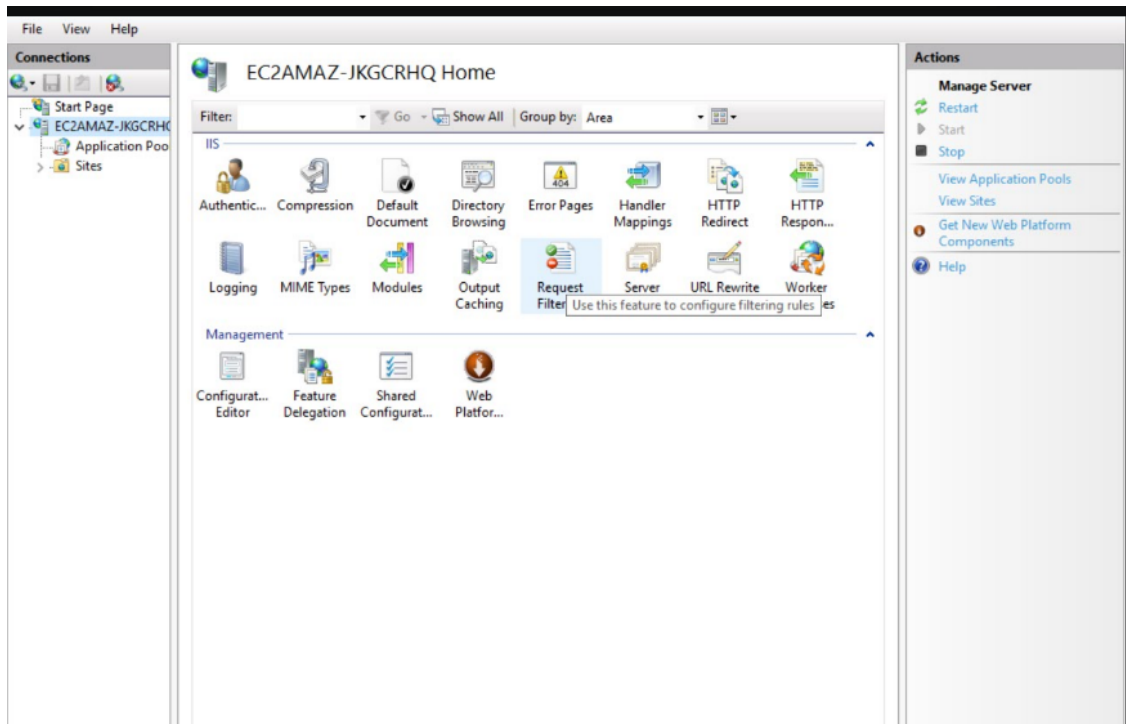 File View Help
Connections
Start Page
EC2AMAZ-JKGCRHQ
Application Poo
Sites
EC2AMAZ-JKGCRHQ Home
Filter: Go Show All Group by: Area
IIS
Authentic... Compression Default Document Directory Browsing Error Pages Handler Mappings HTTP Redirect HTTP Respon...
404
Logging MIME Types Modules Output Caching Request Filter Server URL Rewrite Worker es
Use this feature to configure filtering rules
Management
Configurat... Editor Feature Delegation Shared Configurat... Web Platfor...
Actions
Manage Server
Restart
Start
Stop
View Application Pools
View Sites
Get New Web Platform
Components
Help